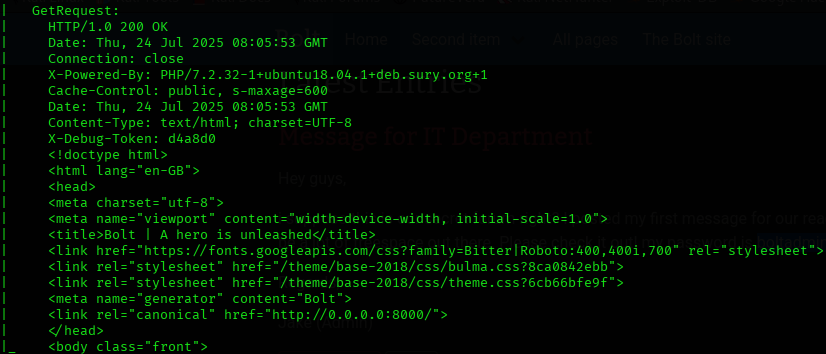 |   GetRequest:
|     HTTP/1.0 200 OK
|     Date: Thu, 24 Jul 2025 08:05:53 GMT
|     Connection: close
|     X-Powered-By: PHP/7.2.32-1+ubuntu18.04.1+deb.sury.org+1
|     Cache-Control: public, s-maxage=600
|     Date: Thu, 24 Jul 2025 08:05:53 GMT
|     Content-Type: text/html; charset=UTF-8
|     X-Debug-Token: d4a8d0
|     <!doctype html>
|     <html lang="en-GB">
|     <head>
|     <meta charset="utf-8">
|     <meta name="viewport" content="width=device-width, initial-scale=1.0">
|     <title>Bolt | A hero is unleashed</title>
|     <link href="https://fonts.googleapis.com/css?family=Bitter|Roboto:400,400i,700" rel="stylesheet">
|     <link rel="stylesheet" href="/theme/base-2018/css/bulma.css?8ca0842ebb">
|     <link rel="stylesheet" href="/theme/base-2018/css/theme.css?6cb66bfe9f">
|     <meta name="generator" content="Bolt">
|     <link rel="canonical" href="http://0.0.0.0:8000/">
|     </head>
|_    <body class="front">
Home Second item All pages The Bolt site
Entries
Message for IT Department
Hey guys,
my first message for our
(Admin)